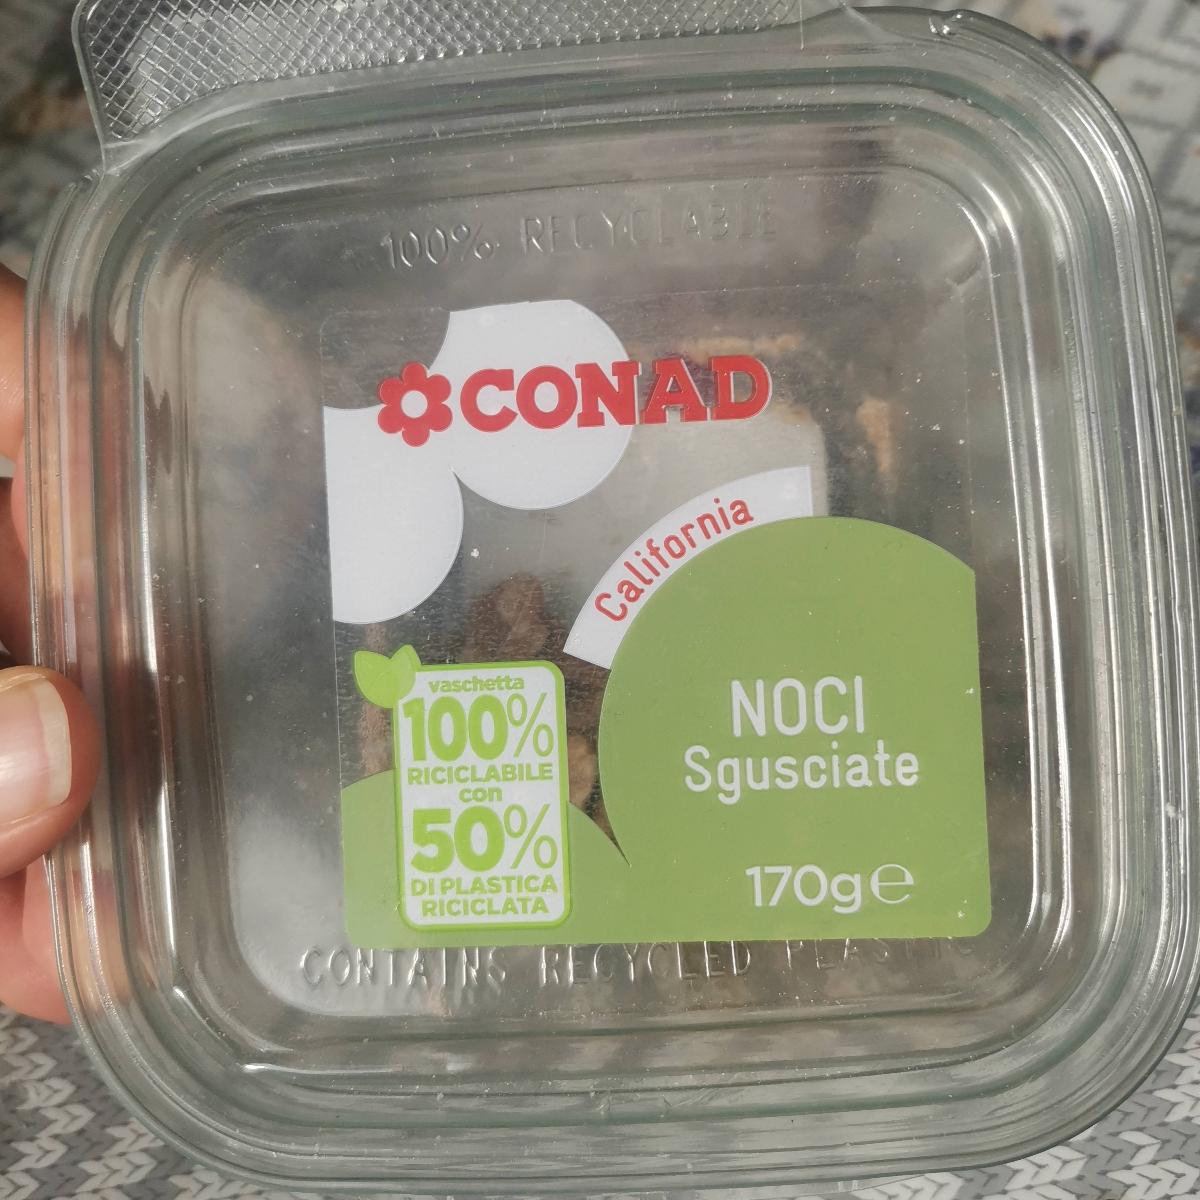 100% RECYCLABLE
CONAD
California
NOCI
Sgusciate
170g ℮
vaschetta
100%
RICICLABILE
con
50%
DI PLASTICA
RICICLATA
CONTAINS RECYCLED PLASTIC